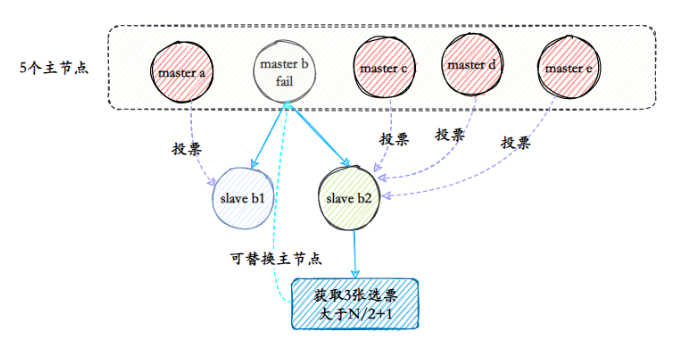 5个主节点
master a
master b
fail
master c
master d
master e
投票
投票
投票
投票
slave b1
slave b2
可替换主节点
获取3张选票
大于N/2+1